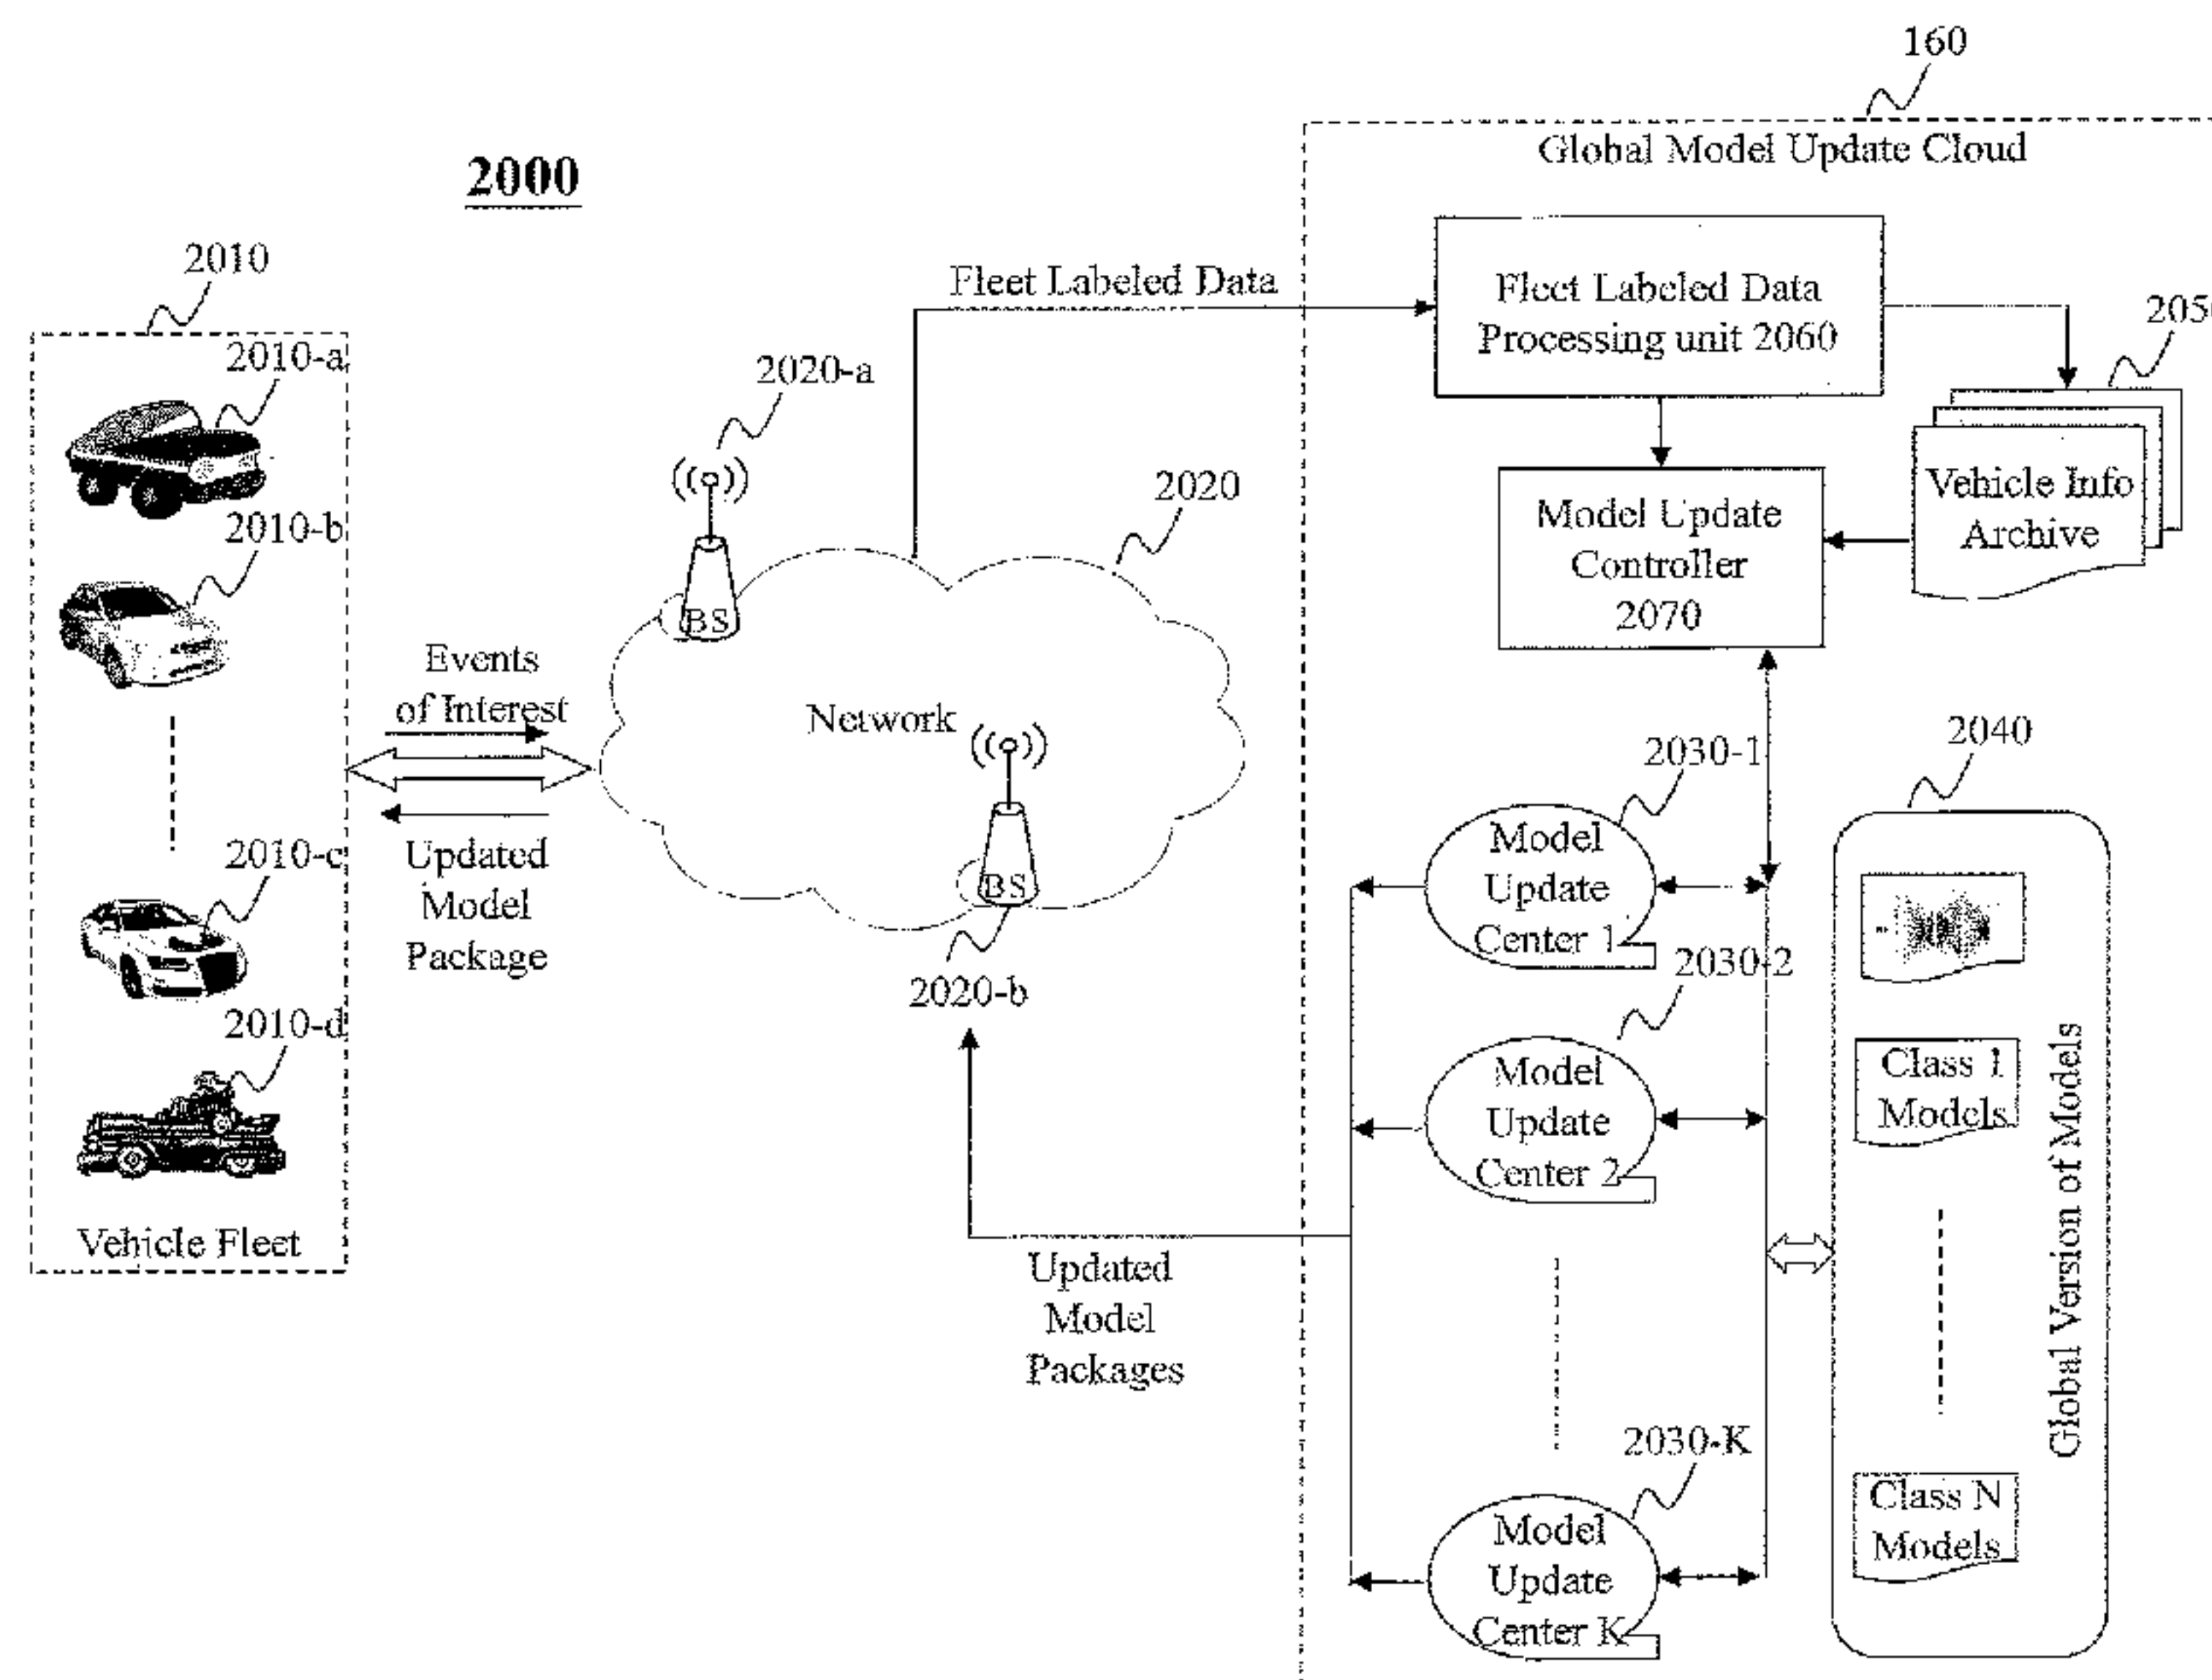 160
Global Model Update Cloud
2000
2010
2010-a
2010-b
2010-c
2010-d
Vehicle Fleet
Events
of Interest
Updated
Model
Package
2020-a
BS
2020
Network
BS
2020-b
Fleet Labeled Data
Fleet Labeled Data
Processing unit 2060
Vehicle Info
Archive
Model Update
Controller
2070
2030-1
Model
Update
Center 1
2030-2
Model
Update
Center 2
2030-K
Model
Update
Center K
Updated
Model
Packages
2040
Class 1
Models
Class N
Models
Global Version of Models